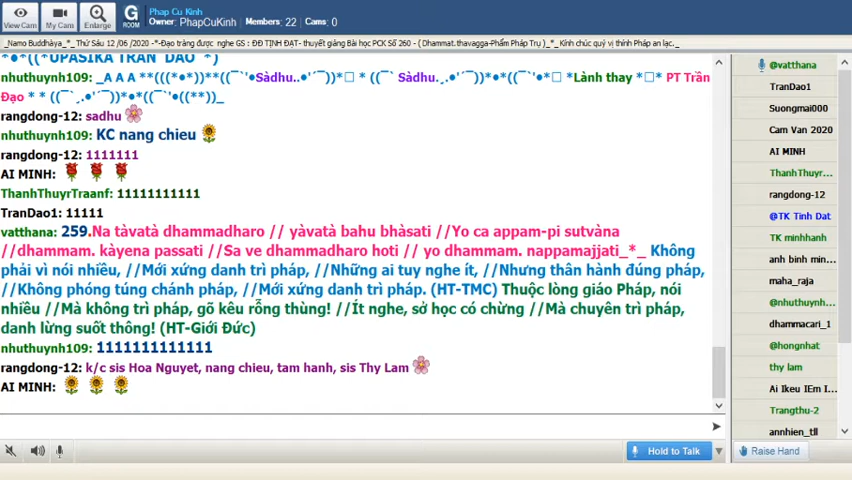 View Cam
My Cam
Enlarge
G
ROOM
Phap Cu Kinh
Owner: PhapCuKinh Members: 22 Cams: 0
_Namo Buddhàya_*_ Thứ Sáu 12 /06 /2020 -*-Đạo tràng được nghe GS : ĐĐ TỊNH ĐẠT- thuyết giảng Bài học PCK Số 260 - ( Dhammat.thavagga-Phẩm Pháp Trụ )_*_ Kính chúc quý vị thính Pháp an lạc._
*•●*((*UPASIKA TRAN DAO *)
nhuthuynh109: _A A A **(((*•*))**((¯`'•Sàdhu..•'´¯))*•□ * ((¯`• Sàdhu.¸.•'´¯))*•*((¯`'•□ *Lành thay *□* PT Trần
Đạo * * ((¯`¸.•'´¯))*•*((¯`'•((**))_
rangdong-12: sadhu
nhuthuynh109: KC nang chieu
rangdong-12: 1111111
AI MINH:
ThanhThuyrTraanf: 11111111111
TranDao1: 11111
vatthana: 259.Na tàvatà dhammadharo // yàvatà bahu bhàsati //Yo ca appam-pi sutvàna
//dhammam. kàyena passati //Sa ve dhammadharo hoti // yo dhammam. nappamajjati_*_ Không
phải vì nói nhiều, //Mới xứng danh trì pháp, //Những ai tuy nghe ít, //Nhưng thân hành đúng pháp,
//Không phóng túng chánh pháp, //Mới xứng danh trì pháp. (HT-TMC) Thuộc lòng giáo Pháp, nói
nhiều //Mà không trì pháp, gõ kêu rỗng thùng! //Ít nghe, sở học có chừng //Mà chuyên trì pháp,
danh lừng suốt thông! (HT-Giới Đức)
nhuthuynh109: 1111111111111
rangdong-12: k/c sis Hoa Nguyet, nang chieu, tam hanh, sis Thy Lam
AI MINH:
Hold to Talk
@vatthana
TranDao1
Suongmai000
Cam Van 2020
AI MINH
ThanhThuyr...
rangdong-12
@TK Tinh Dat
TK minhhanh
anh binh min...
maha_raja
@nhuthuynh...
dhammacari_1
@hongnhat
thy lam
Ai Ikeu IEm I...
Trangthu-2
annhien_tll
Raise Hand